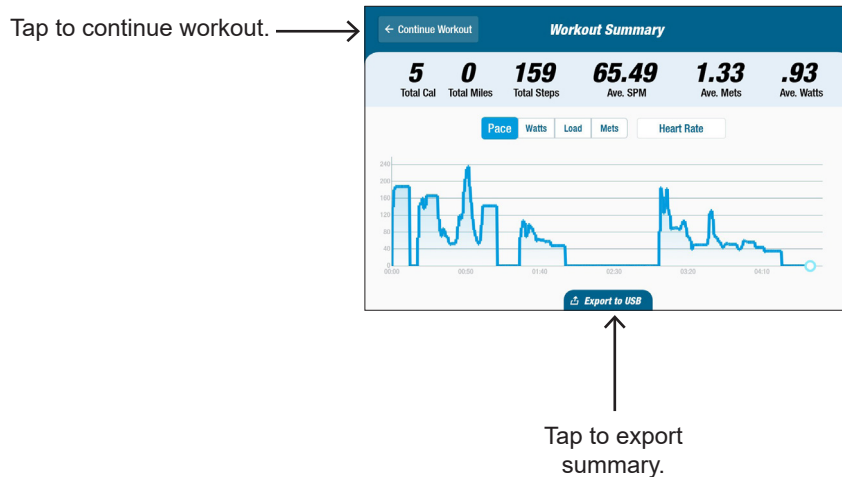 Tap to continue workout.
← Continue Workout
Workout Summary
5 0 159 65.49 1.33 .93
Total Cal Total Miles Total Steps Ave. SPM Ave. Mets Ave. Watts
Pace Watts Load Mets Heart Rate
240
200
160
120
80
40
0
00:00 00:50 01:40 02:30 03:20 04:10
Export to USB
Tap to export
summary.